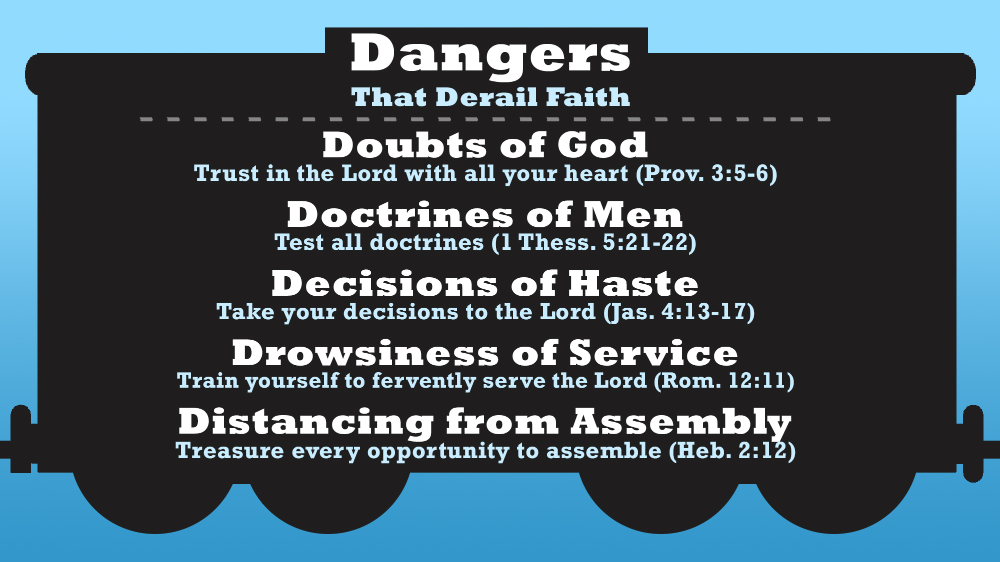 Dangers
That Derail Faith
Doubts of God
Trust in the Lord with all your heart (Prov. 3:5-6)
Doctrines of Men
Test all doctrines (1 Thess. 5:21-22)
Decisions of Haste
Take your decisions to the Lord (Jas. 4:13-17)
Drowsiness of Service
Train yourself to fervently serve the Lord (Rom. 12:11)
Distancing from Assembly
Treasure every opportunity to assemble (Heb. 2:12)